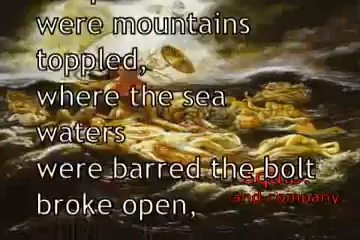 were mountains
toppled,
where the sea
waters
were barred the bolt
broke open,
and company